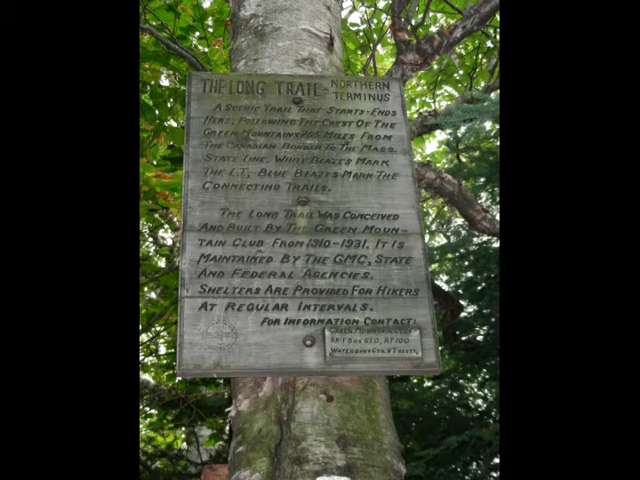 THE LONG TRAIL - NORTHERN TERMINUS
A SCENIC TRAIL THAT STARTS-ENDS
HERE, FOLLOWING THE CREST OF THE
GREEN MOUNTAINS 265 MILES FROM
THE CANADIAN BORDER TO THE MASS.
STATE LINE. WHITE BLAZES MARK
THE L.T., BLUE BLAZES MARK THE
CONNECTING TRAILS.
THE LONG TRAIL WAS CONCEIVED
AND BUILT BY THE GREEN MOUN-
TAIN CLUB FROM 1910-1931. IT IS
MAINTAINED BY THE GMC, STATE
AND FEDERAL AGENCIES.
SHELTERS ARE PROVIDED FOR HIKERS
AT REGULAR INTERVALS.
FOR INFORMATION CONTACT:
GREEN MOUNTAIN CLUB
RR1 BOX 650, RT 100
WATERBURY CTR. VT